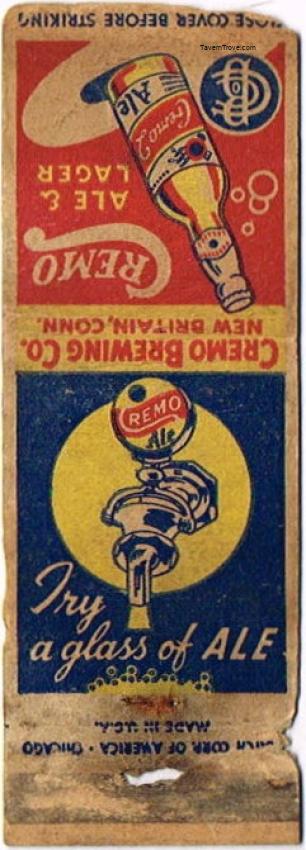 CLOSE COVER BEFORE STRIKING
TavernTrove.com
Ale
Cremo
ALE &
LAGER
CREMO
CREMO BREWING CO.
NEW BRITAIN, CONN.
CREMO
Ale
Try
a glass of ALE
MADE IN U.S.A.
MATCH CORP. OF AMERICA • CHICAGO